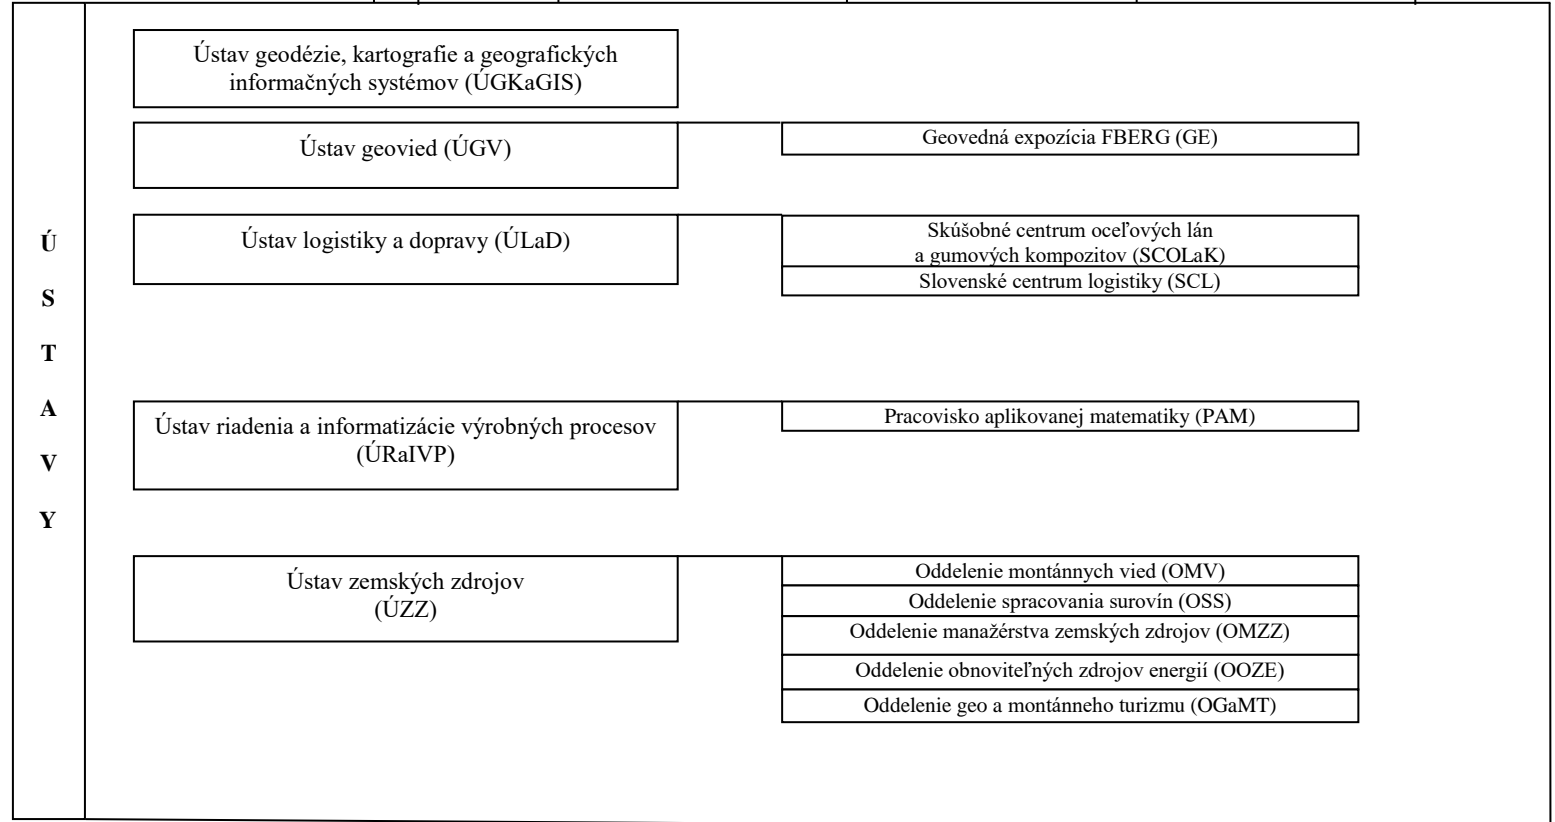 Ú
S
T
A
V
Y
Ústav geodézie, kartografie a geografických
informačných systémov (ÚGKaGIS)
Ústav geovied (ÚGV)
Geovedná expozícia FBERG (GE)
Ústav logistiky a dopravy (ÚLaD)
Skúšobné centrum oceľových lán
a gumových kompozitov (SCOLaK)
Slovenské centrum logistiky (SCL)
Ústav riadenia a informatizácie výrobných procesov
(ÚRaIVP)
Pracovisko aplikovanej matematiky (PAM)
Ústav zemských zdrojov
(ÚZZ)
Oddelenie montánnych vied (OMV)
Oddelenie spracovania surovín (OSS)
Oddelenie manažérstva zemských zdrojov (OMZZ)
Oddelenie obnoviteľných zdrojov energií (OOZE)
Oddelenie geo a montánneho turizmu (OGaMT)